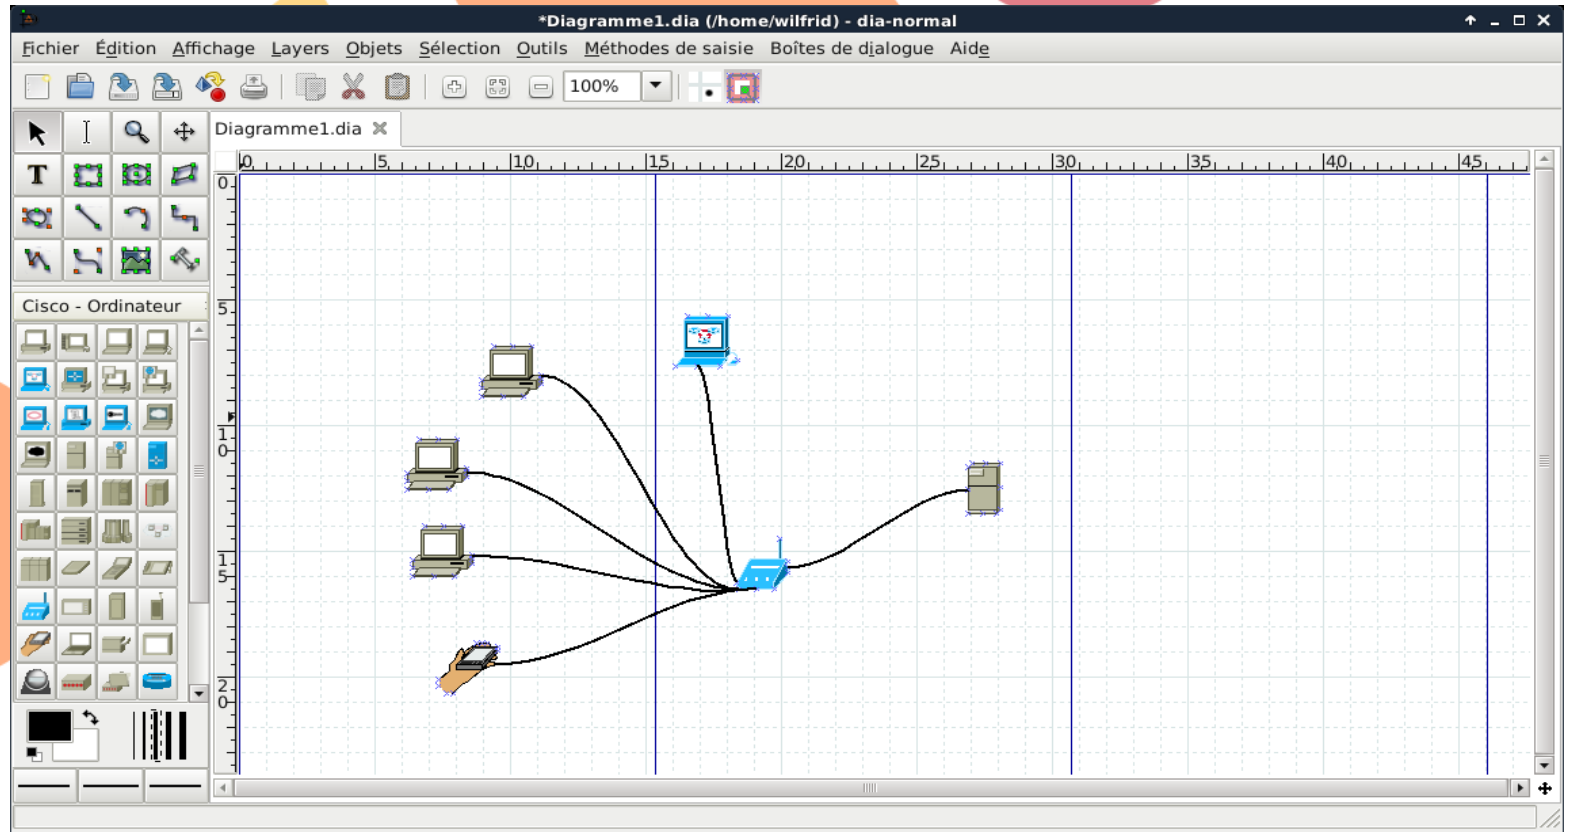 *Diagramme1.dia (/home/wilfrid) - dia-normal
Fichier Édition Affichage Layers Objets Sélection Outils Méthodes de saisie Boîtes de dialogue Aide
100%
Diagramme1.dia
0 5 10 15 20 25 30 35 40 45
T
Cisco - Ordinateur
0
5
10
15
20